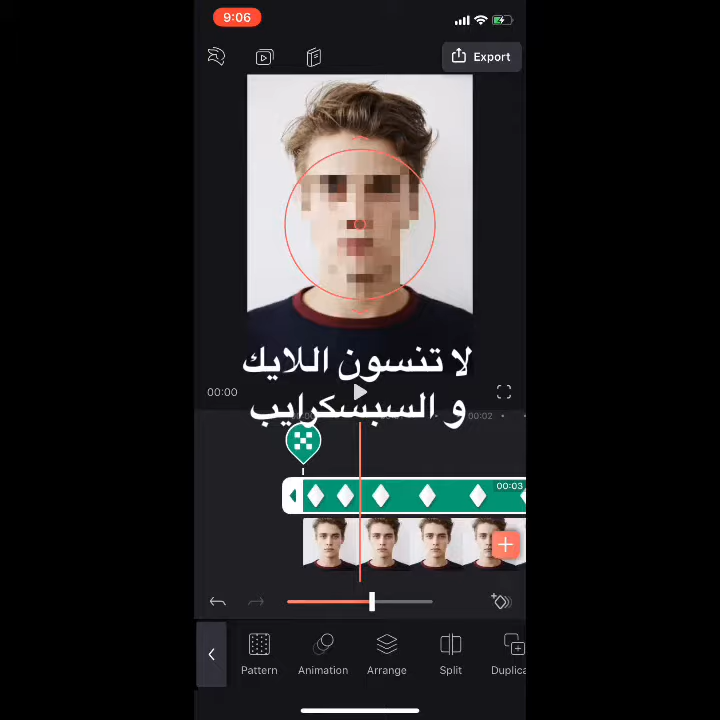 9:06
Export
لا تنسون اللايك
و السبسكرايب
00:00
00:02
00:03
Pattern
Animation
Arrange
Split
Duplica